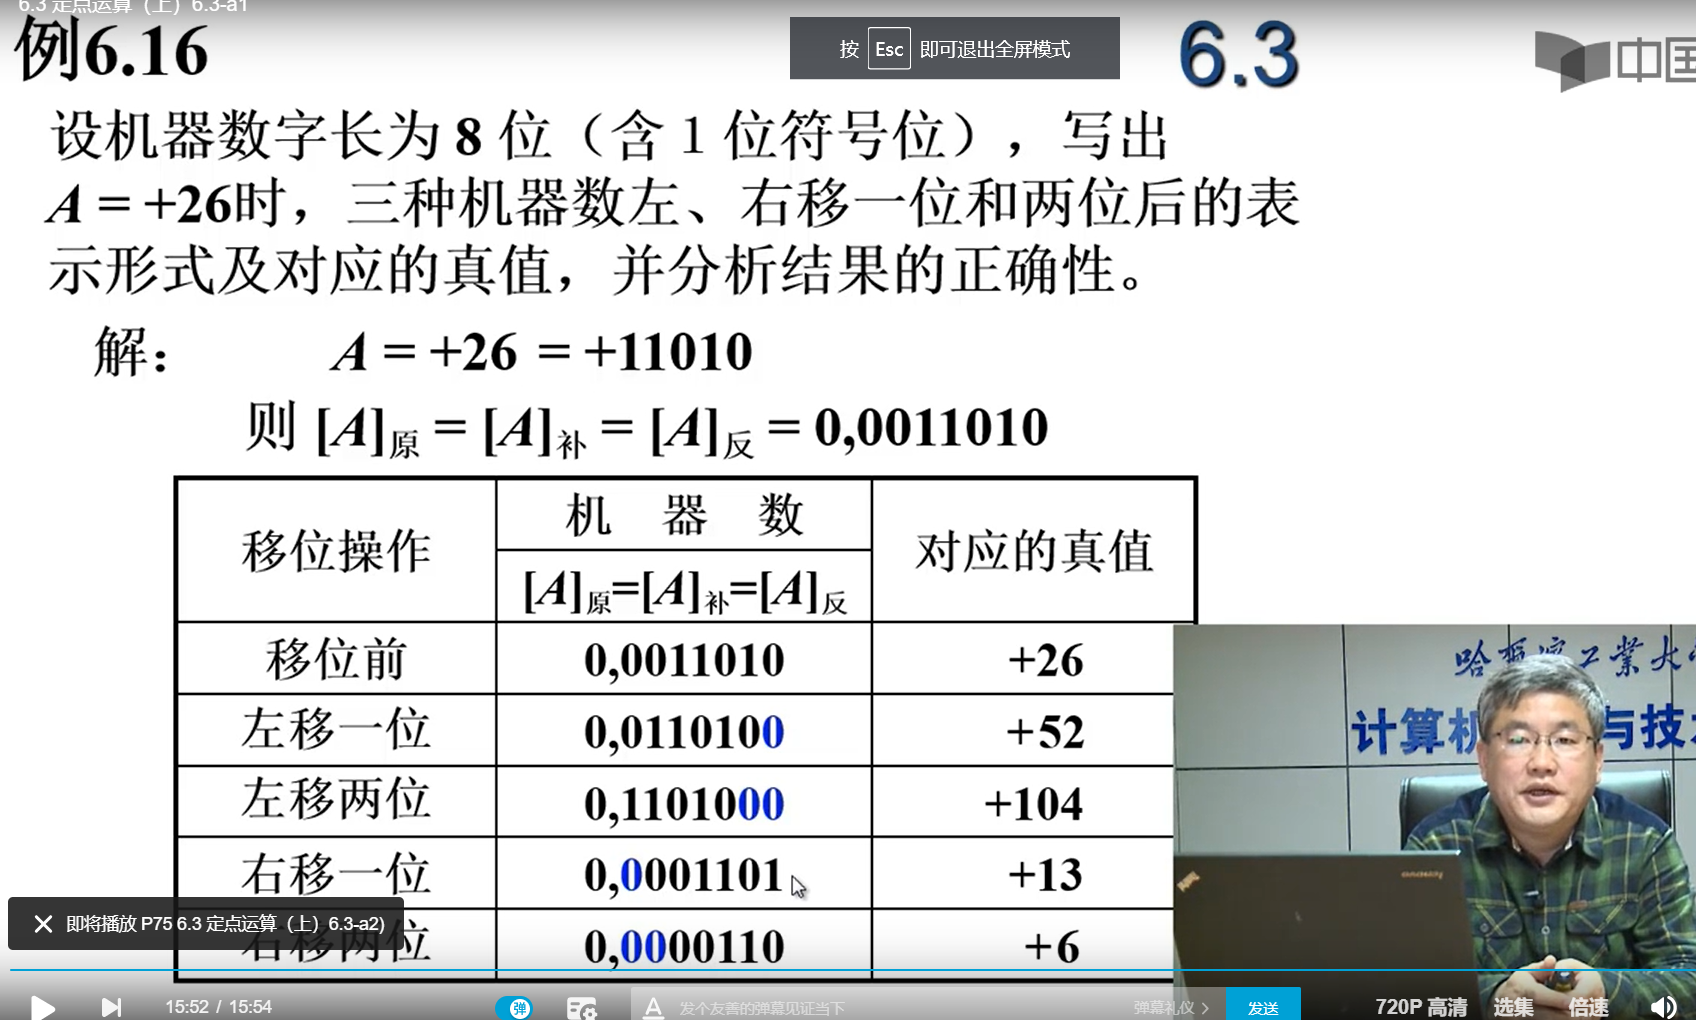 6.3 定点运算（上）6.3-a1
例6.16
按 Esc 即可退出全屏模式
6.3
中国
设机器数字长为 8 位（含 1 位符号位），写出
A = +26时，三种机器数左、右移一位和两位后的表
示形式及对应的真值，并分析结果的正确性。
解： A = +26 = +11010
则 [A]原 = [A]补 = [A]反 = 0,0011010
移位操作 机 器 数 对应的真值
[A]原=[A]补=[A]反
移位前 0,0011010 +26
左移一位 0,0110100 +52
左移两位 0,1101000 +104
右移一位 0,0001101 +13
右移两位 0,0000110 +6
哈尔滨工业大
计算机 与技
即将播放 P75 6.3 定点运算（上）6.3-a2)
15:52 / 15:54
弹
发个友善的弹幕见证当下
弹幕礼仪 >
发送
720P 高清 选集 倍速